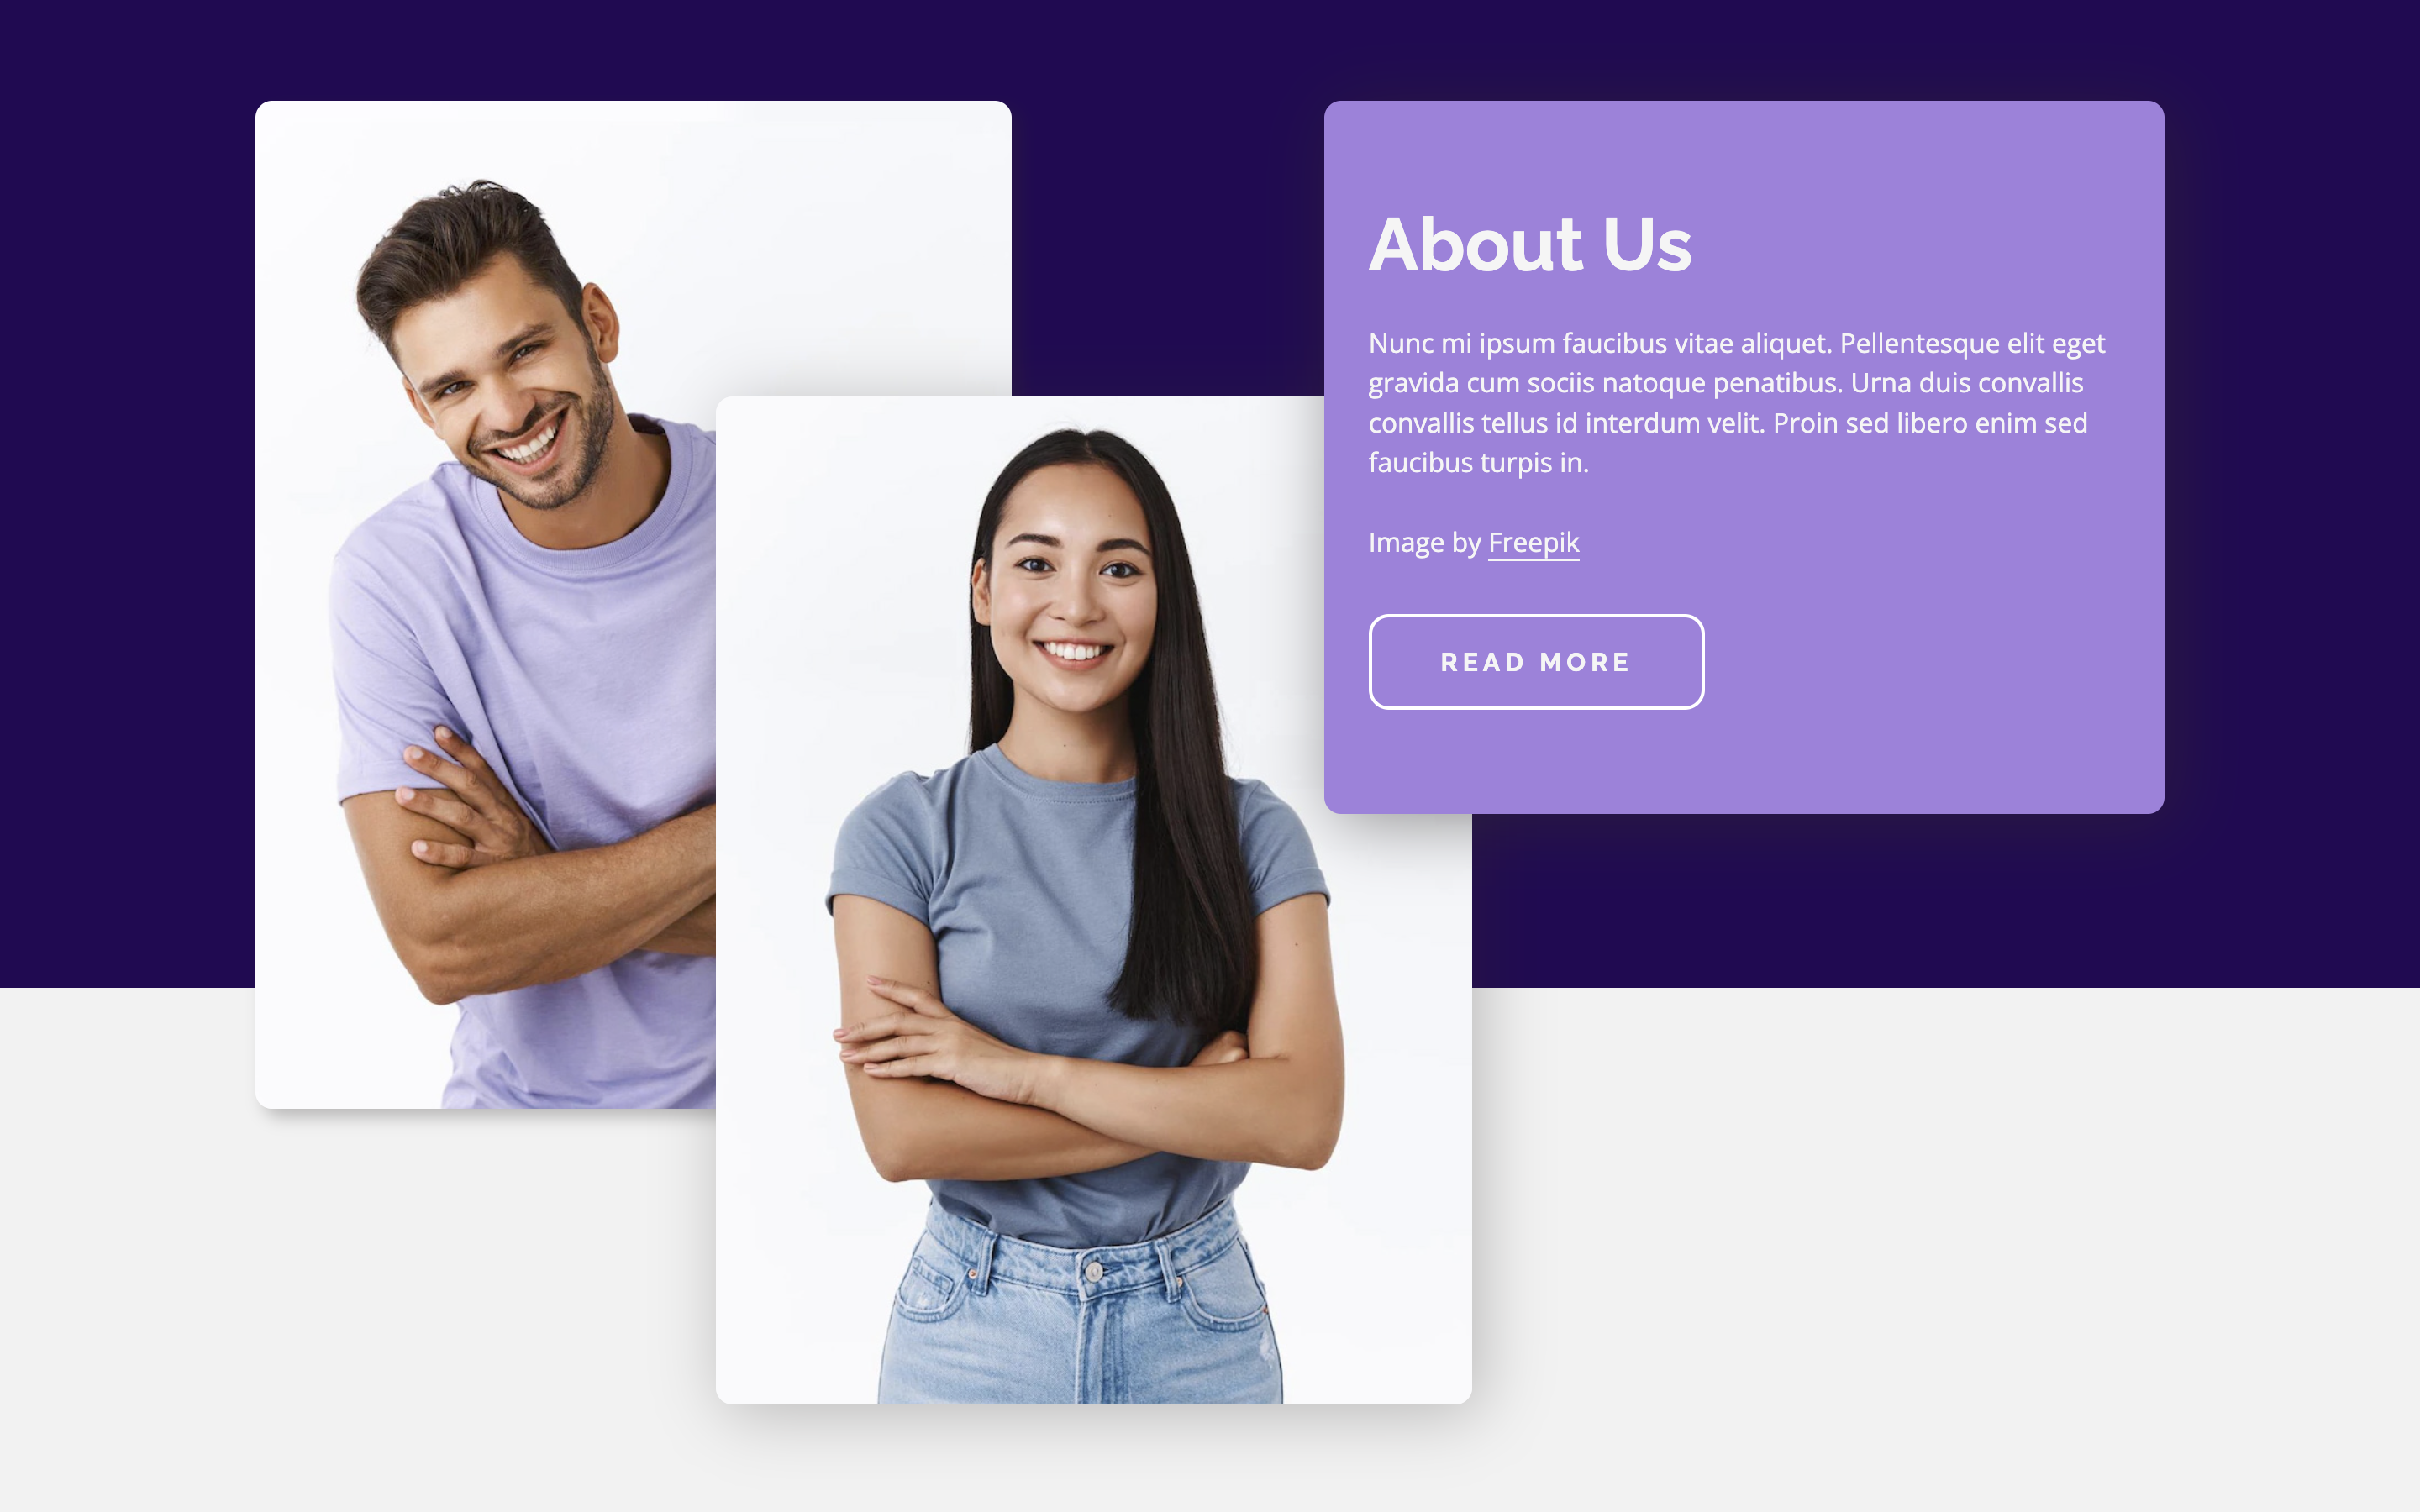 About Us
Nunc mi ipsum faucibus vitae aliquet. Pellentesque elit eget
gravida cum sociis natoque penatibus. Urna duis convallis
convallis tellus id interdum velit. Proin sed libero enim sed
faucibus turpis in.
Image by Freepik
READ MORE